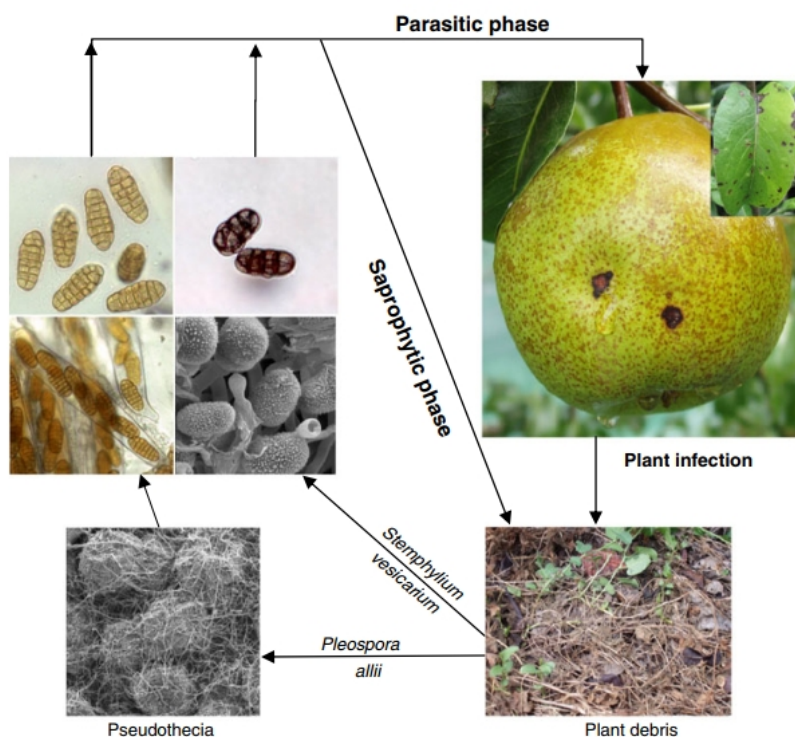 Parasitic phase
Saprophytic phase
Plant infection
Stemphylium
vesicarium
Pleospora
allii
Pseudothecia
Plant debris